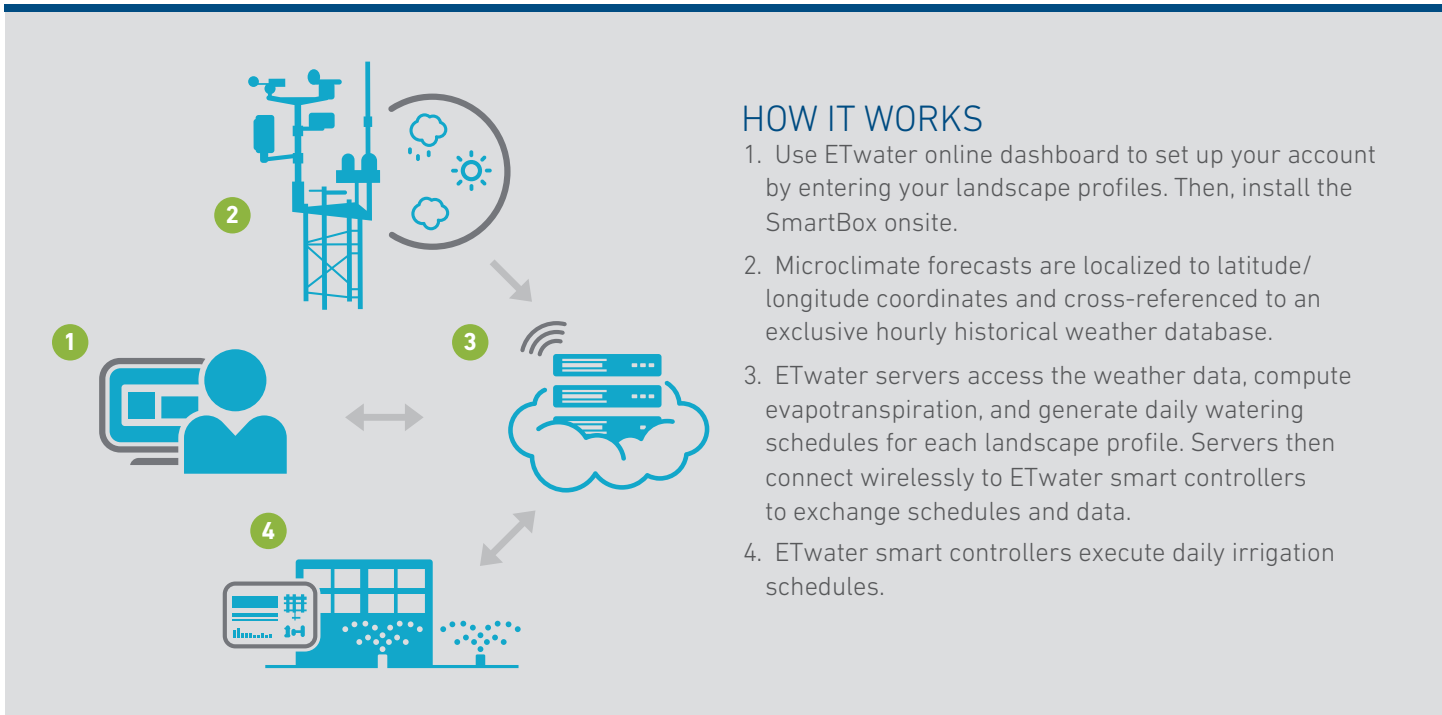 HOW IT WORKS
1. Use ETwater online dashboard to set up your account
by entering your landscape profiles. Then, install the
SmartBox onsite.
2. Microclimate forecasts are localized to latitude/
longitude coordinates and cross-referenced to an
exclusive hourly historical weather database.
3. ETwater servers access the weather data, compute
evapotranspiration, and generate daily watering
schedules for each landscape profile. Servers then
connect wirelessly to ETwater smart controllers
to exchange schedules and data.
4. ETwater smart controllers execute daily irrigation
schedules.
2
1
3
4